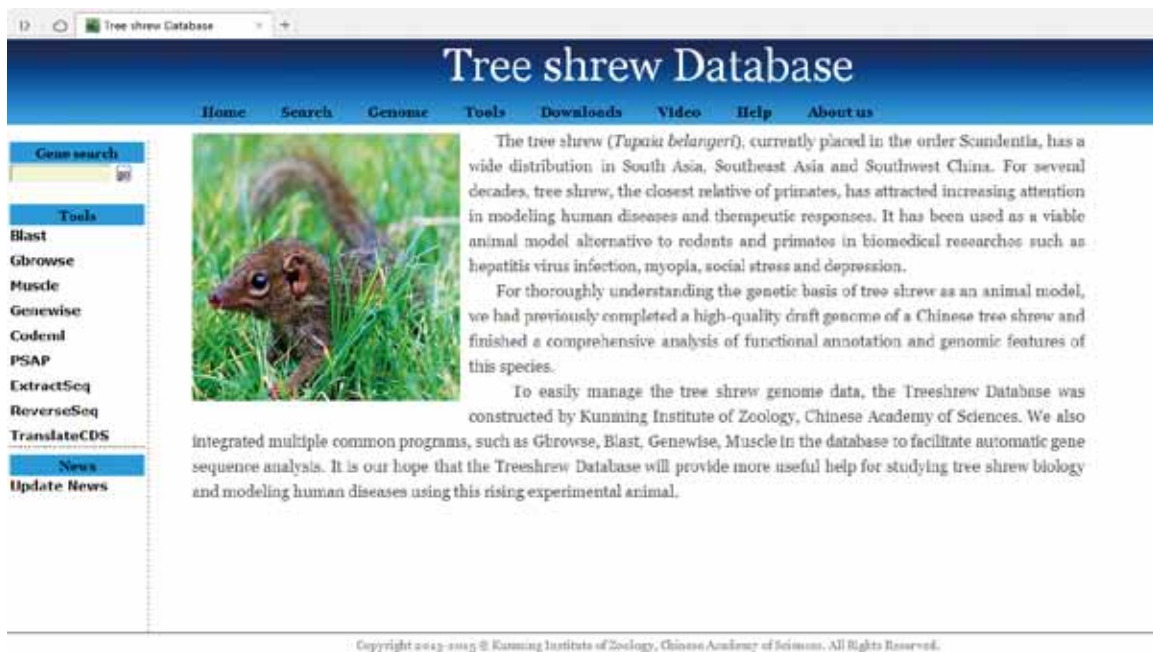 Tree shrew Database
Tree shrew Database
Home Search Genome Tools Downloads Video Help About us
Gene search
Tools
Blast
Gbrowse
Muscle
Genewise
Codeml
PSAP
ExtractSeq
ReverseSeq
TranslateCDS
News
Update News
The tree shrew (Tupaia belangeri), currently placed in the order Scandentia, has a
wide distribution in South Asia, Southeast Asia and Southwest China. For several
decades, tree shrew, the closest relative of primates, has attracted increasing attention
in modeling human diseases and therapeutic responses. It has been used as a viable
animal model alternative to rodents and primates in biomedical researches such as
hepatitis virus infection, myopia, social stress and depression.
For thoroughly understanding the genetic basis of tree shrew as an animal model,
we had previously completed a high-quality draft genome of a Chinese tree shrew and
finished a comprehensive analysis of functional annotation and genomic features of
this species.
To easily manage the tree shrew genome data, the Treeshrew Database was
constructed by Kunming Institute of Zoology, Chinese Academy of Sciences. We also
integrated multiple common programs, such as Gbrowse, Blast, Genewise, Muscle in the database to facilitate automatic gene
sequence analysis. It is our hope that the Treeshrew Database will provide more useful help for studying tree shrew biology
and modeling human diseases using this rising experimental animal.
Copyright 2013-2015 © Kunming Institute of Zoology, Chinese Academy of Sciences. All Rights Reserved.